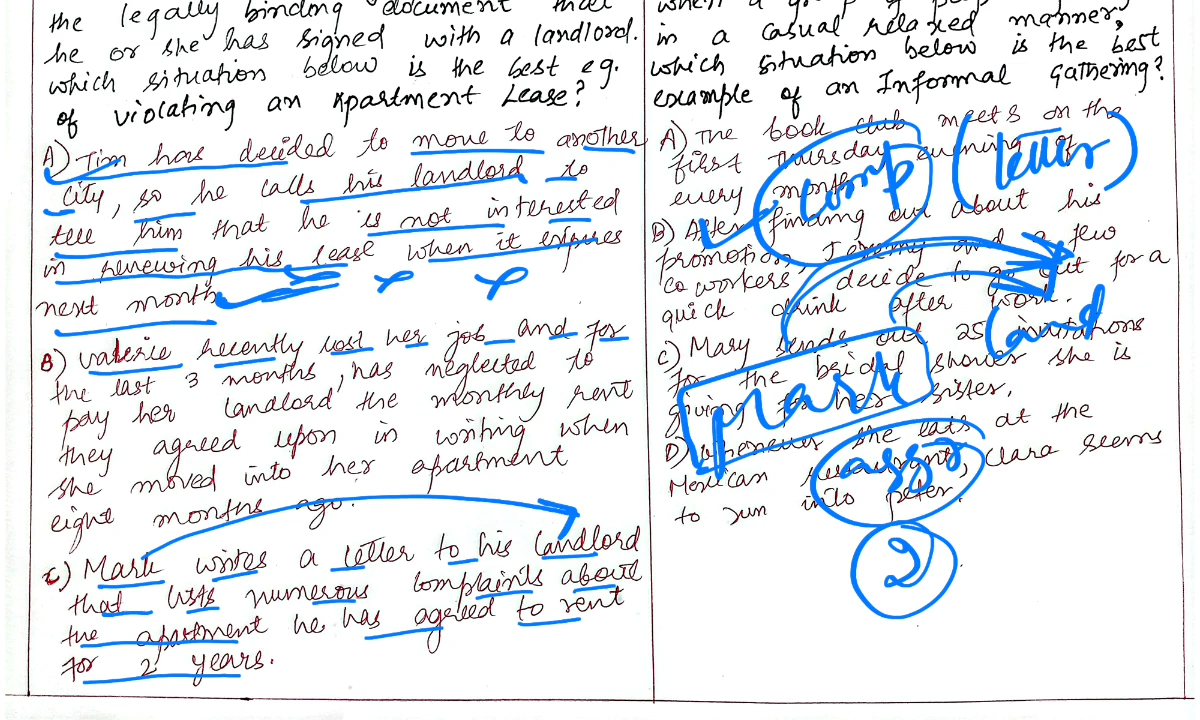 the legally binding document that
he or she has signed with a landlord.
which situation below is the best eg.
of violating an Apartment Lease?
A) Tim has decided to move to another
city, so he calls his landlord to
tell him that he is not interested
in renewing his lease when it expires
next month
B) Valerie recently lost her job and for
the last 3 months, has neglected to
pay her landlord the monthly rent
they agreed upon in writing when
she moved into her apartment
eight months ago.
C) Mark writes a letter to his landlord
that lists numerous complaints about
the apartment he has agreed to rent
for 2 years.
when a group of
in a casual relaxed manner,
which situation below is the best
example of an Informal Gathering?
A) The book club meets on the
first Thursday evening of
every month
B) After finding out about his
promotion, Jeremy and a few
co workers, decide to go out for a
quick drink after work.
C) Mary sends out 25 invitations
for the bridal shower she is
giving for her sister.
D) Whenever she eats at the
Mexican restaurant, Clara seems
to run into peter.
comp (letter)
(and
Mark
2